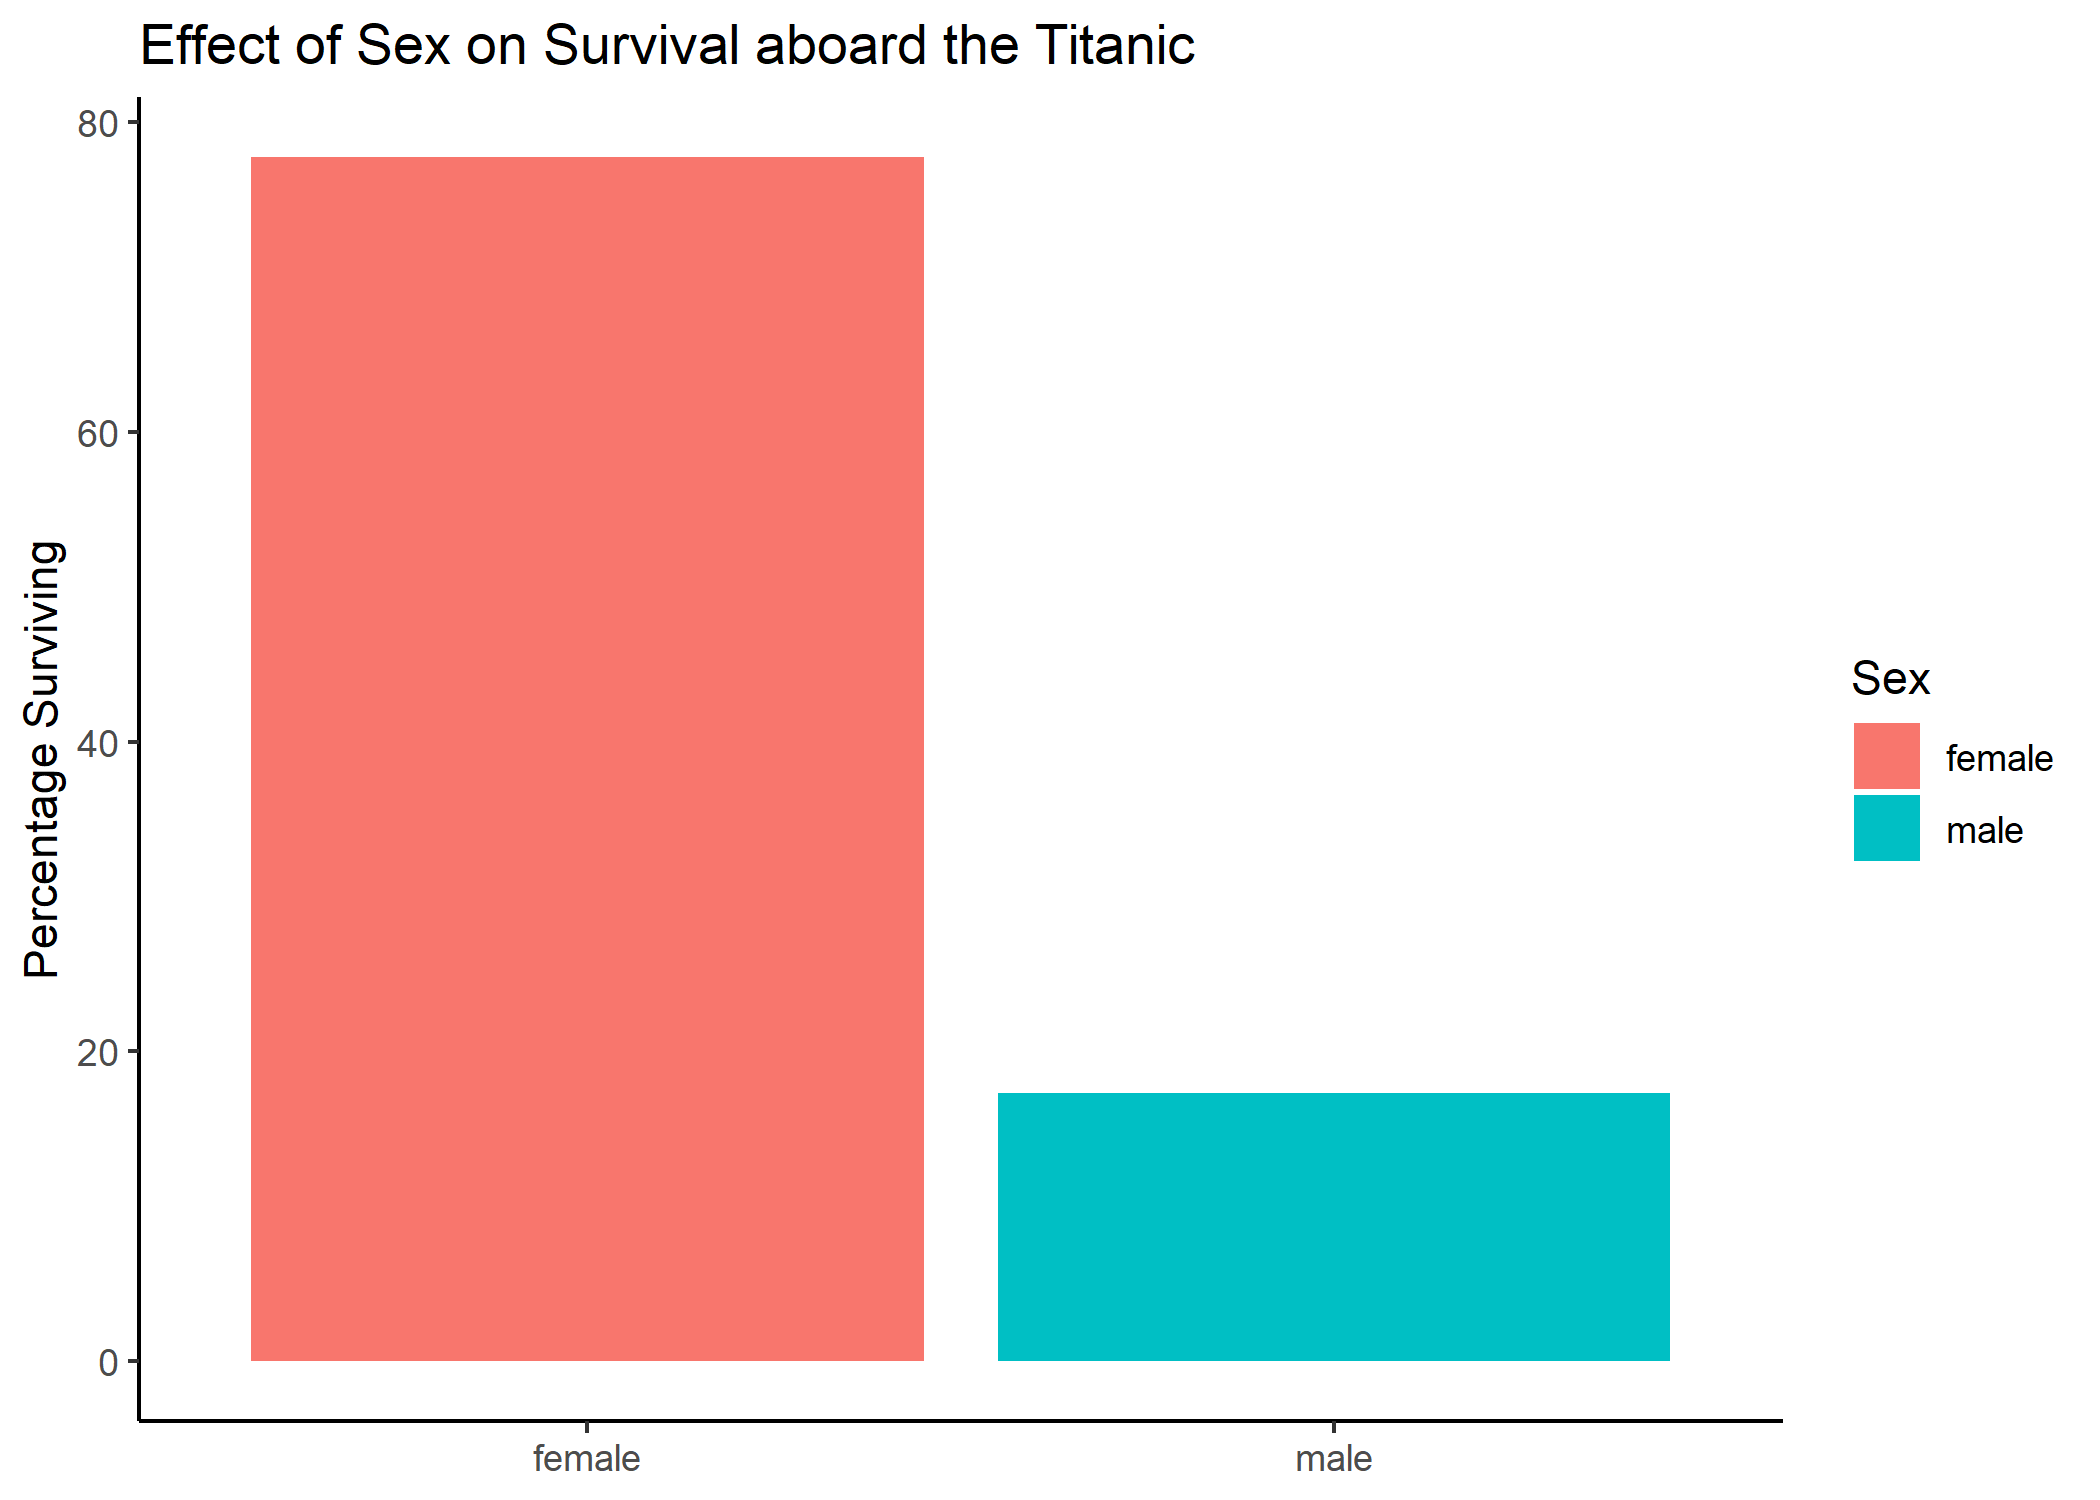 Effect of Sex on Survival aboard the Titanic
Percentage Surviving
80
60
40
20
0
female
male
Sex
female
male